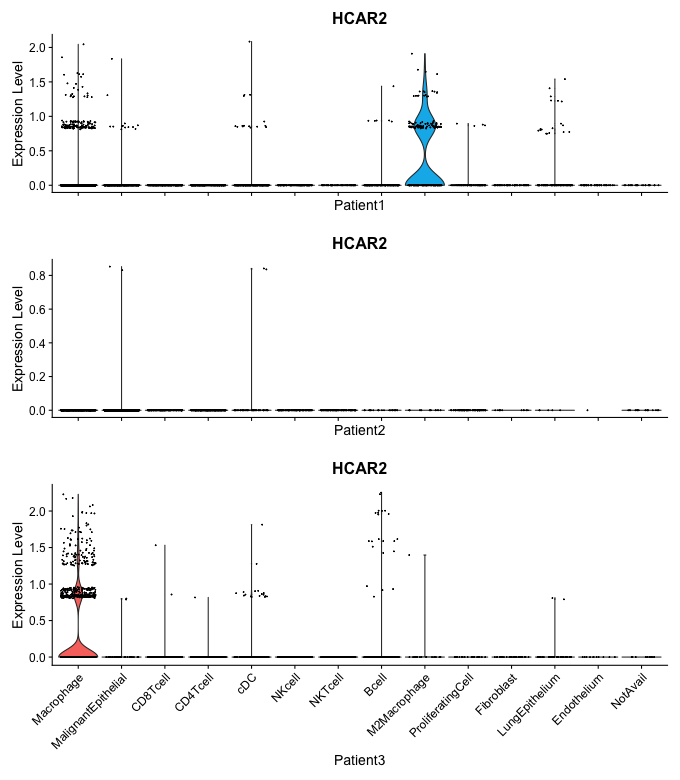 HCAR2
Expression Level
2.0
1.5
1.0
0.5
0.0
Patient1
HCAR2
Expression Level
0.8
0.6
0.4
0.2
0.0
Patient2
HCAR2
Expression Level
2.0
1.5
1.0
0.5
0.0
Macrophage
MalignantEpithelial
CD8Tcell
CD4Tcell
cDC
NKcell
NKTcell
Bcell
M2Macrophage
ProliferatingCell
Fibroblast
LungEpithelium
Endothelium
NotAvail
Patient3